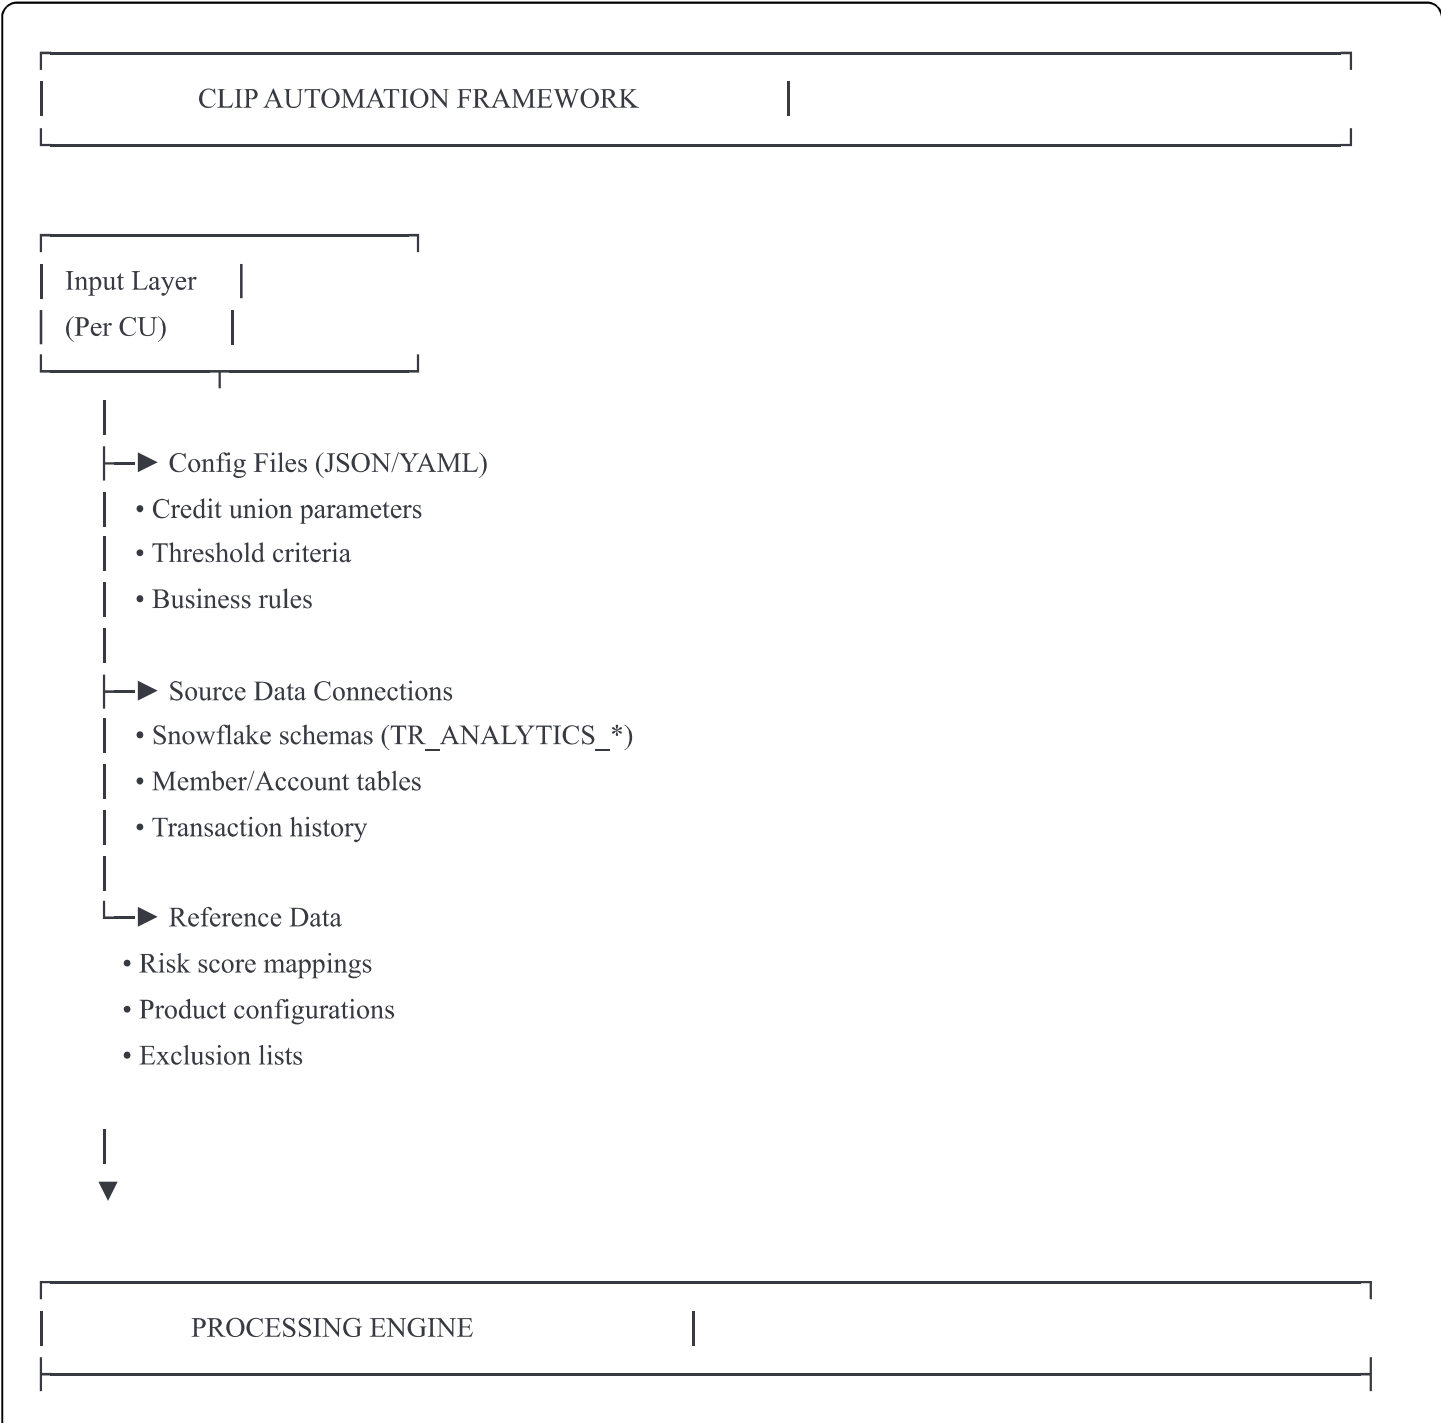 CLIP AUTOMATION FRAMEWORK
Input Layer
(Per CU)
Config Files (JSON/YAML)
• Credit union parameters
• Threshold criteria
• Business rules
Source Data Connections
• Snowflake schemas (TR_ANALYTICS_*)
• Member/Account tables
• Transaction history
Reference Data
• Risk score mappings
• Product configurations
• Exclusion lists
PROCESSING ENGINE